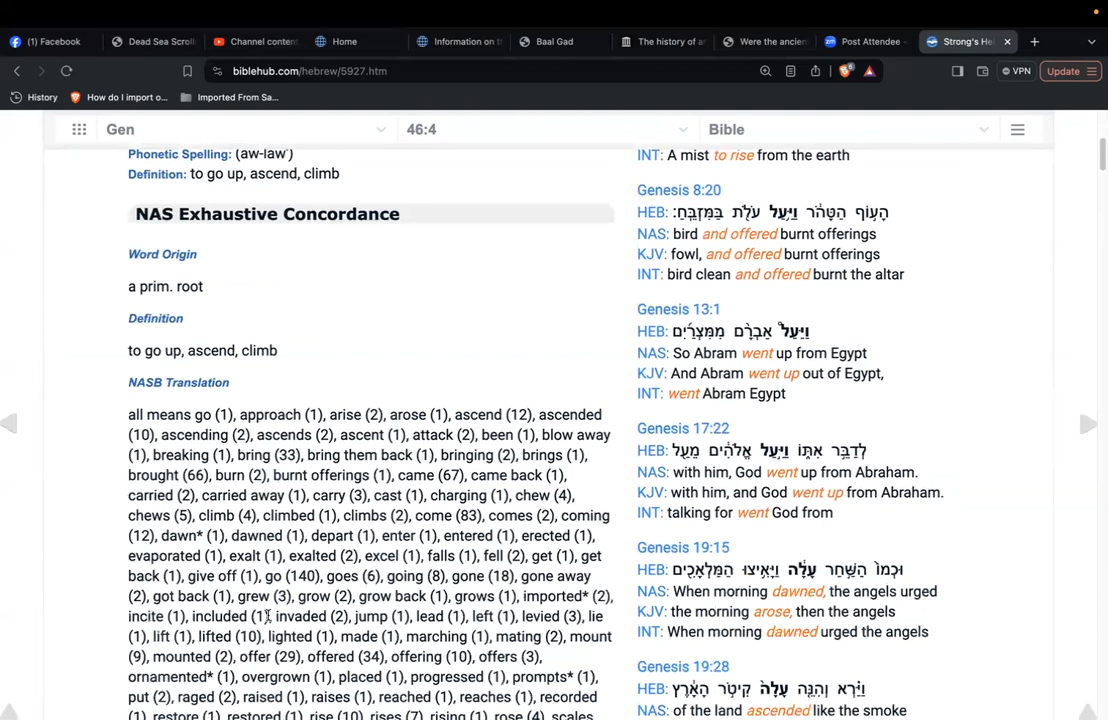 (1) Facebook
Dead Sea Scroll
Channel content
Home
Information on t
Baal Gad
The history of a
Were the ancien
Post Attendee -
Strong's He
biblehub.com/hebrew/5927.htm
6
VPN
Update
History
How do I import o...
Imported From Sa...
Gen
46:4
Bible
Phonetic Spelling: (aw-law')
Definition: to go up, ascend, climb
NAS Exhaustive Concordance
Word Origin
a prim. root
Definition
to go up, ascend, climb
NASB Translation
all means go (1), approach (1), arise (2), arose (1), ascend (12), ascended
(10), ascending (2), ascends (2), ascent (1), attack (2), been (1), blow away
(1), breaking (1), bring (33), bring them back (1), bringing (2), brings (1),
brought (66), burn (2), burnt offerings (1), came (67), came back (1),
carried (2), carried away (1), carry (3), cast (1), charging (1), chew (4),
chews (5), climb (4), climbed (1), climbs (2), come (83), comes (2), coming
(12), dawn* (1), dawned (1), depart (1), enter (1), entered (1), erected (1),
evaporated (1), exalt (1), exalted (2), excel (1), falls (1), fell (2), get (1), get
back (1), give off (1), go (140), goes (6), going (8), gone (18), gone away
(2), got back (1), grew (3), grow (2), grow back (1), grows (1), imported* (2),
incite (1), included (1), invaded (2), jump (1), lead (1), left (1), levied (3), lie
(1), lift (1), lifted (10), lighted (1), made (1), marching (1), mating (2), mount
(9), mounted (2), offer (29), offered (34), offering (10), offers (3),
ornamented* (1), overgrown (1), placed (1), progressed (1), prompts* (1),
put (2), raged (2), raised (1), raises (1), reached (1), reaches (1), recorded
(1), restore (1), restored (1), rise (10), rises (7), rising (1), rose (4), scales
INT: A mist to rise from the earth
Genesis 8:20
HEB: הָע֣וֹף הַטָּה֔וֹר וַיַּ֥עַל עֹלֹ֖ת בַּמִּזְבֵּֽחַ׃
NAS: bird and offered burnt offerings
KJV: fowl, and offered burnt offerings
INT: bird clean and offered burnt the altar
Genesis 13:1
HEB: וַיַּעַל֩ אַבְרָ֨ם מִמִּצְרַ֜יִם
NAS: So Abram went up from Egypt
KJV: And Abram went up out of Egypt,
INT: went Abram Egypt
Genesis 17:22
HEB: לְדַבֵּ֣ר אִתּ֑וֹ וַיַּ֣עַל אֱלֹהִ֔ים מֵעַ֖ל
NAS: with him, God went up from Abraham.
KJV: with him, and God went up from Abraham.
INT: talking for went God from
Genesis 19:15
HEB: וּכְמוֹ֙ הַשַּׁ֣חַר עָלָ֔ה וַיָּאִ֥יצוּ הַמַּלְאָכִ֖ים
NAS: When morning dawned, the angels urged
KJV: the morning arose, then the angels
INT: When morning dawned urged the angels
Genesis 19:28
HEB: וַיַּ֗רְא וְהִנֵּ֤ה עָלָה֙ קִיטֹ֣ר הָאָ֔רֶץ
NAS: of the land ascended like the smoke